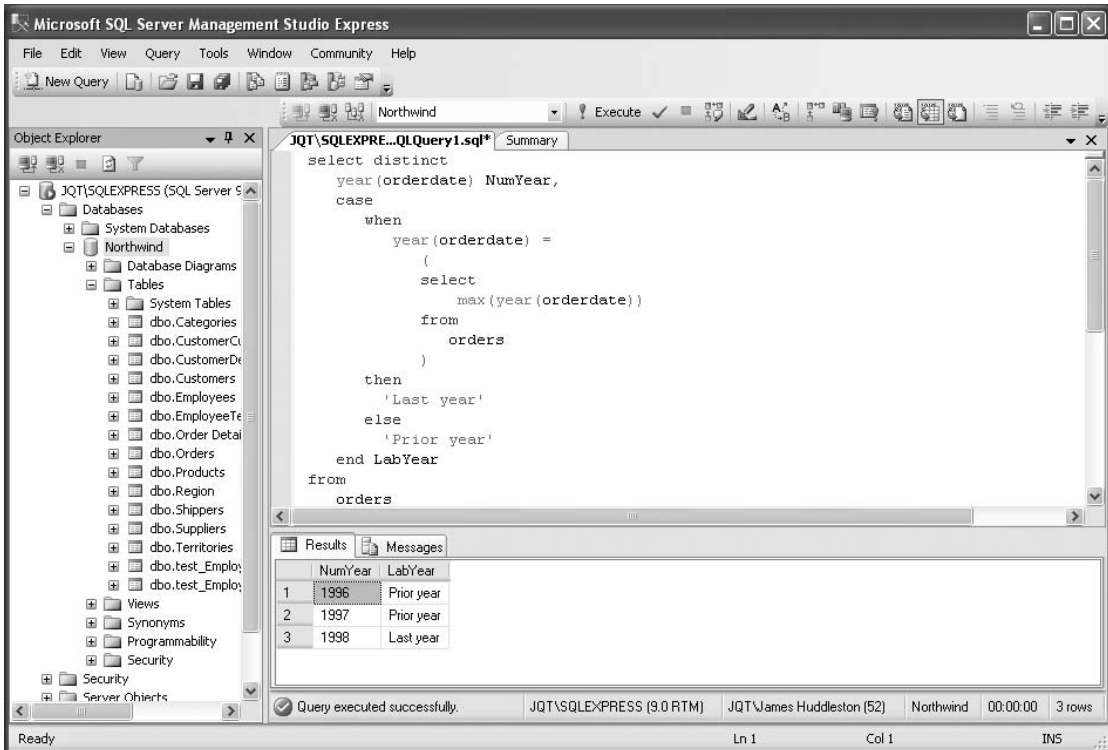 Microsoft SQL Server Management Studio Express
File Edit View Query Tools Window Community Help
New Query
Northwind Execute
Object Explorer
JQT\SQLEXPRESS (SQL Server 9
Databases
System Databases
Northwind
Database Diagrams
Tables
System Tables
dbo.Categories
dbo.CustomerCu
dbo.CustomerDe
dbo.Customers
dbo.Employees
dbo.EmployeeTe
dbo.Order Detai
dbo.Orders
dbo.Products
dbo.Region
dbo.Shippers
dbo.Suppliers
dbo.Territories
dbo.test_Employ
dbo.test_Employ
Views
Synonyms
Programmability
Security
Security
Server Objects
JQT\SQLEXPRE...QLQuery1.sql* Summary
select distinct
year(orderdate) NumYear,
case
when
year(orderdate) =
(
select
max(year(orderdate))
from
orders
)
then
'Last year'
else
'Prior year'
end LabYear
from
orders
Results Messages
NumYear LabYear
1 1996 Prior year
2 1997 Prior year
3 1998 Last year
Query executed successfully. JQT\SQLEXPRESS (9.0 RTM) JQT\James Huddleston (52) Northwind 00:00:00 3 rows
Ready Ln 1 Col 1 INS